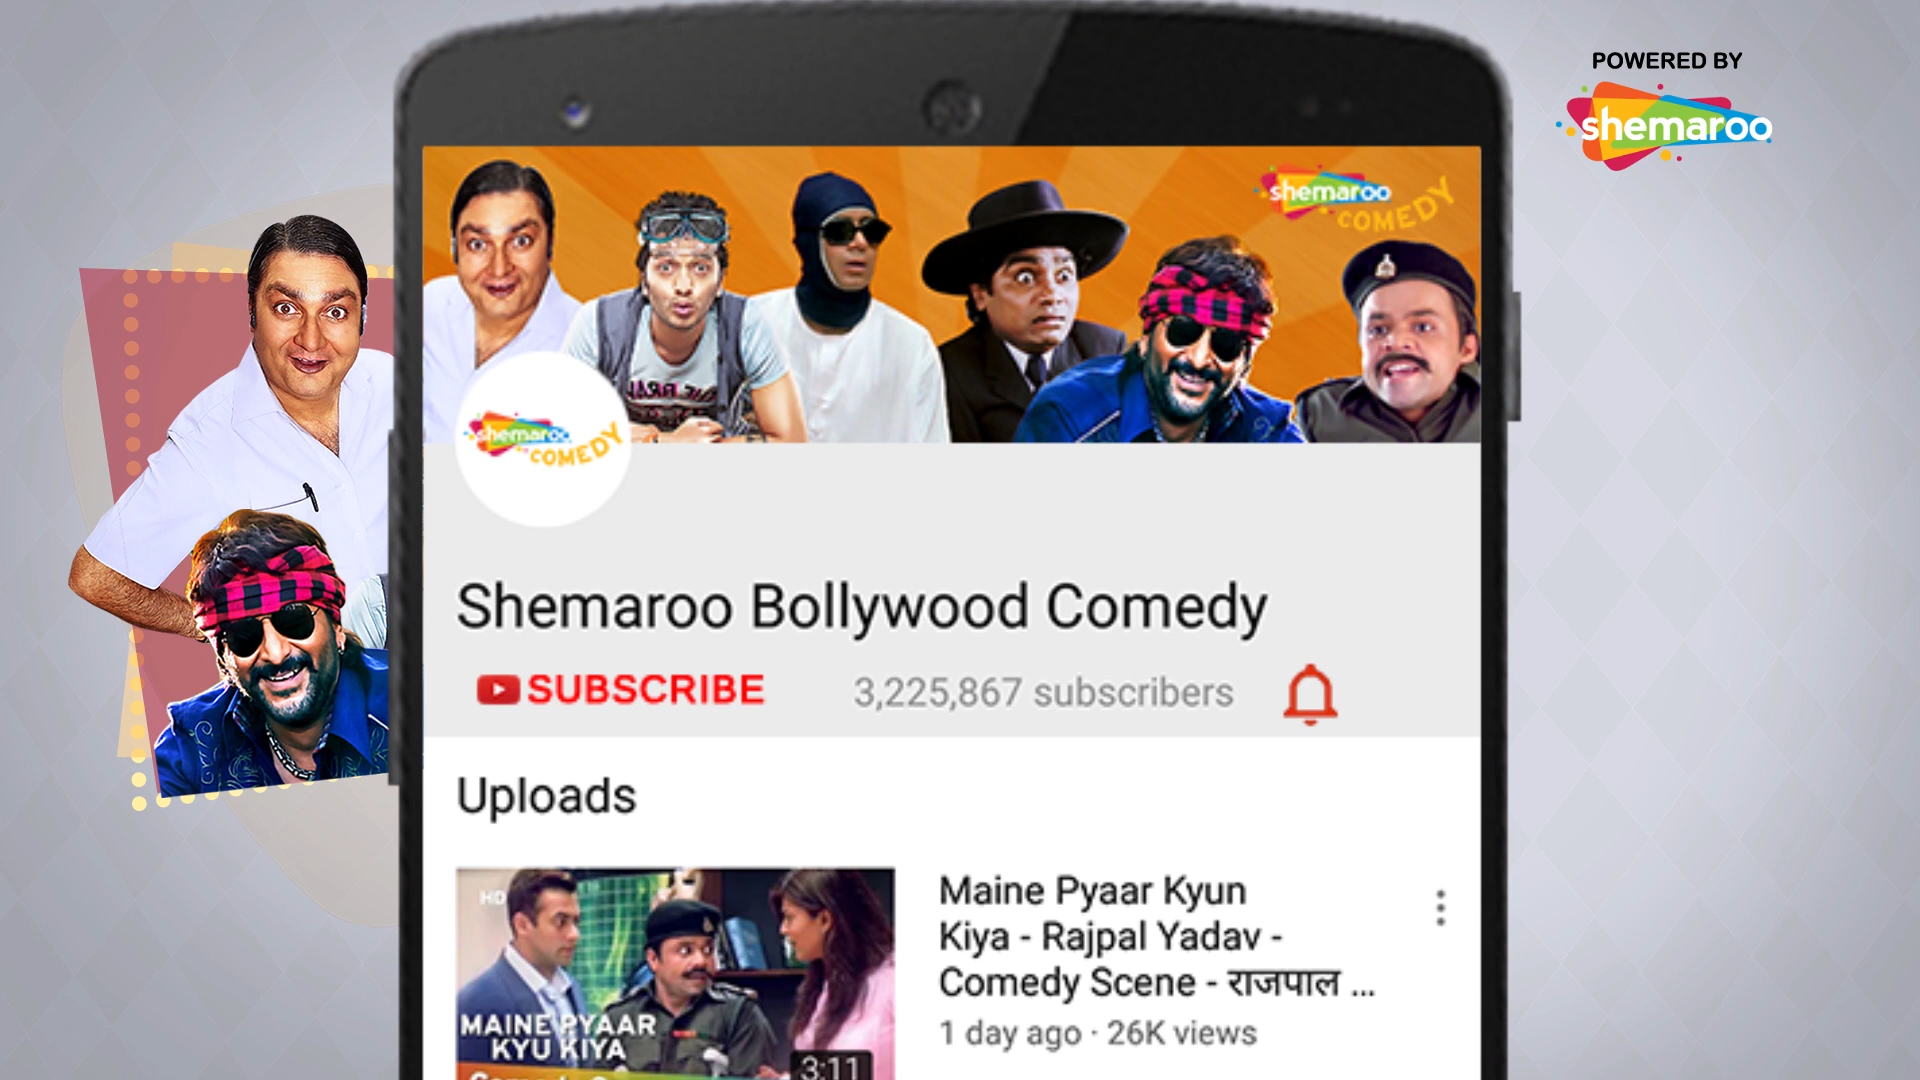 POWERED BY
shemaroo
shemaroo
COMEDY
shemaroo
COMEDY
Shemaroo Bollywood Comedy
SUBSCRIBE 3,225,867 subscribers
Uploads
HD
MAINE PYAAR
KYU KIYA
3:11
Maine Pyaar Kyun
Kiya - Rajpal Yadav -
Comedy Scene - राजपाल ...
1 day ago · 26K views